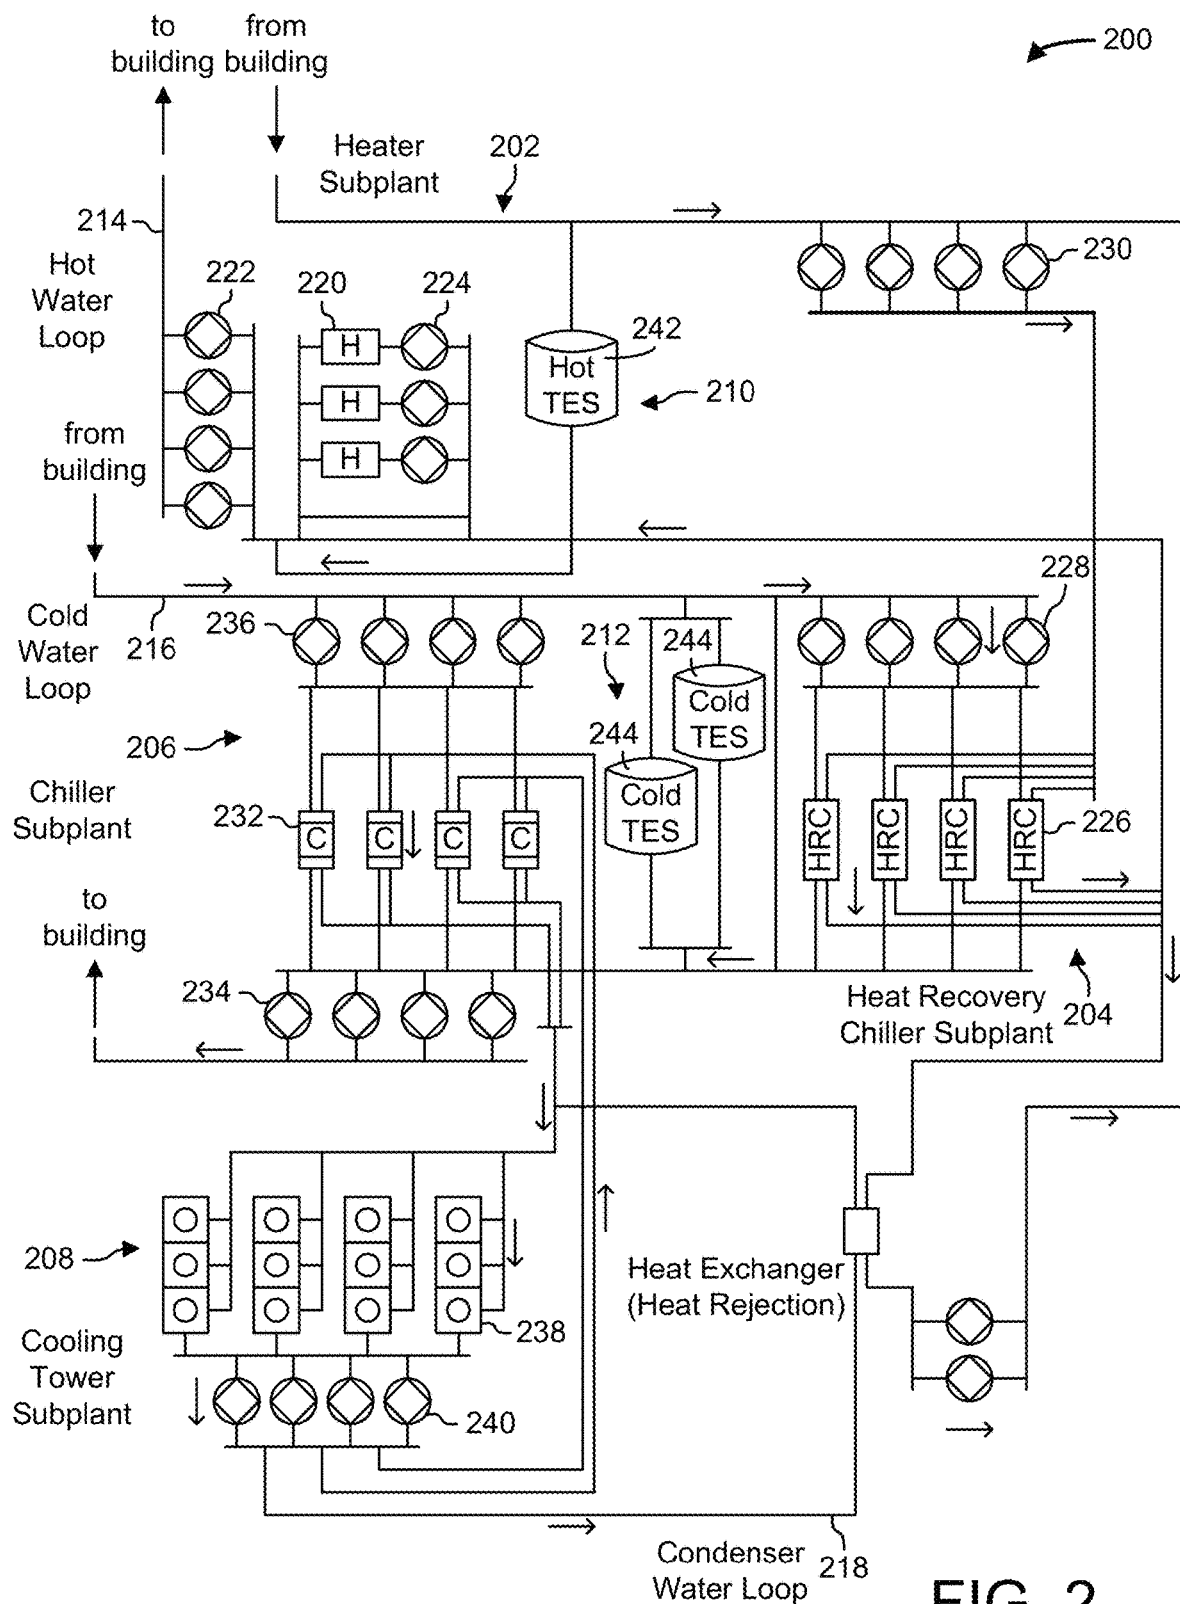 to
building
from
building
200
Heater
Subplant
202
214
Hot
Water
Loop
222
220
224
230
H
H
H
Hot
TES
242
210
from
building
Cold
Water
Loop
216
236
212
244
244
228
Cold
TES
Cold
TES
206
Chiller
Subplant
232
C
C
C
C
HRC
HRC
HRC
HRC
226
to
building
234
Heat Recovery
Chiller Subplant
204
208
Heat Exchanger
(Heat Rejection)
238
Cooling
Tower
Subplant
240
Condenser
Water Loop
218
FIG. 2